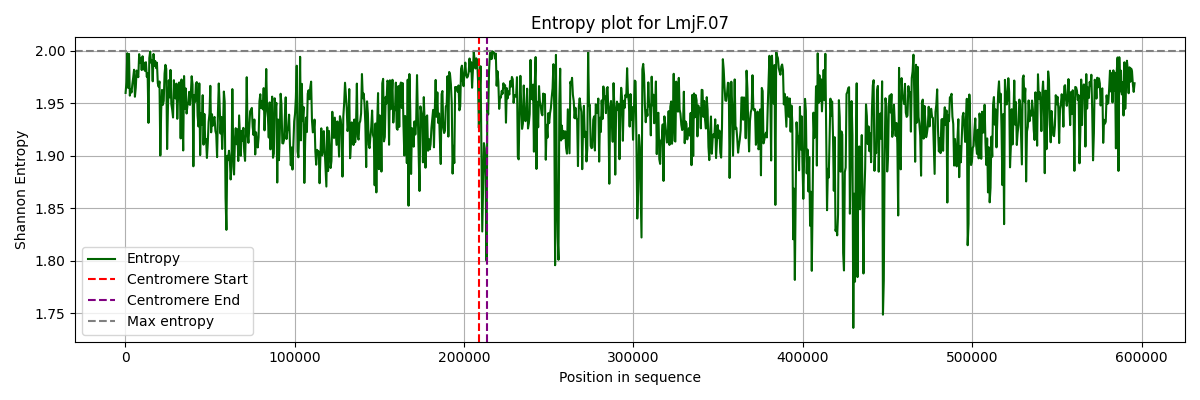 Entropy plot for LmjF.07
Shannon Entropy
2.00
1.95
1.90
1.85
1.80
1.75
Entropy
Centromere Start
Centromere End
Max entropy
0 100000 200000 300000 400000 500000 600000
Position in sequence